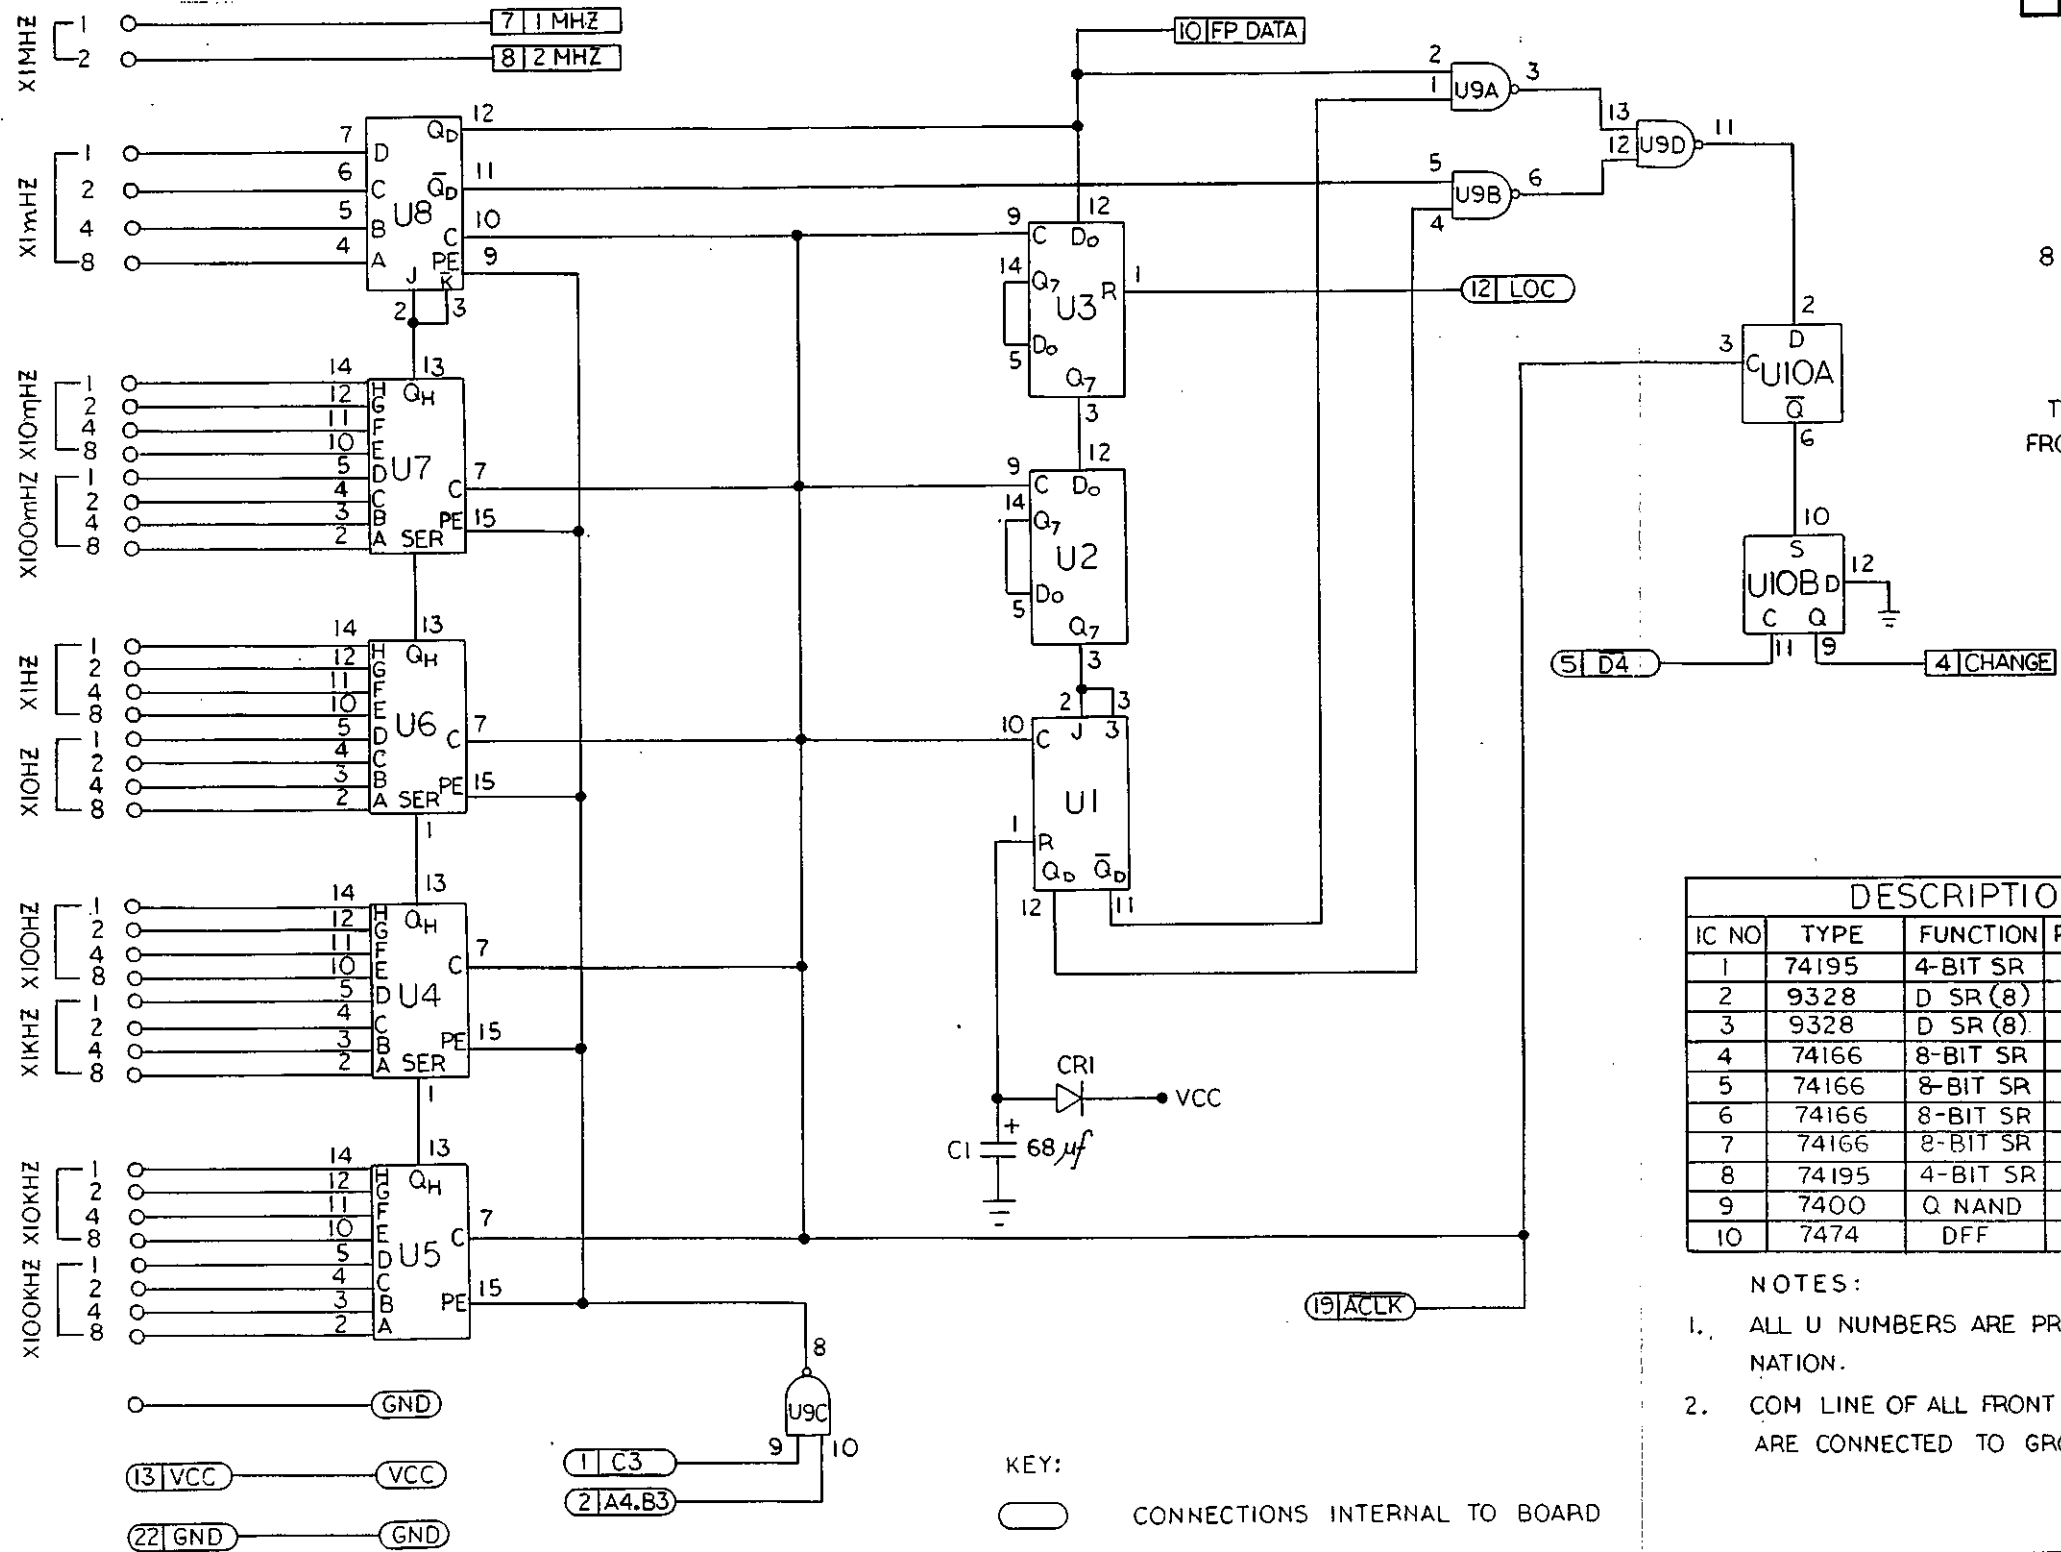 X1MHZ
1
2
7 1 MHZ
8 2 MHZ
10 FP DATA
X1mHZ
1
2
4
8
7
6
5
4
D
C
B
A
U8
QD
Q̅D
C
PE
J
K̅
12
11
10
9
2
3
X10mHZ
1
2
4
8
X100mHZ
1
2
4
8
14
12
11
10
5
4
3
2
H
G
F
E
D
C
B
A
QH
13
U7
C
7
PE
15
SER
X1HZ
1
2
4
8
X10HZ
1
2
4
8
14
12
11
10
5
4
3
2
H
G
F
E
D
C
B
A
QH
13
U6
C
7
PE
15
SER
1
X100HZ
1
2
4
8
X1KHZ
1
2
4
8
14
12
11
10
5
4
3
2
H
G
F
E
D
C
B
A
QH
13
U4
C
7
PE
15
SER
1
X10KHZ
1
2
4
8
X100KHZ
1
2
4
8
14
12
11
10
5
4
3
2
H
G
F
E
D
C
B
A
QH
13
U5
C
7
PE
15
GND
13 VCC
VCC
22 GND
GND
8
U9C
9
10
1 C3
2 A4.B3
9
12
C
D0
14
Q7
U3
R
1
D0
5
Q7
3
12 LOC
9
12
C
D0
14
Q7
U2
D0
5
Q7
3
2
3
10
C
J
3
U1
1
R
QD
Q̅D
12
11
CR1
VCC
C1
+
68 µf
2
1
U9A
3
5
4
U9B
6
13
12
U9D
11
2
D
3
C
U10A
Q̅
6
10
S
U10B
D
12
C
Q
11
9
5 D4
4 CHANGE
19 ACLK
8
T
FRO
DESCRIPTIO
IC NO TYPE FUNCTION P
1 74195 4-BIT SR
2 9328 D SR (8)
3 9328 D SR (8)
4 74166 8-BIT SR
5 74166 8-BIT SR
6 74166 8-BIT SR
7 74166 8-BIT SR
8 74195 4-BIT SR
9 7400 Q NAND
10 7474 DFF
NOTES:
1. ALL U NUMBERS ARE PR
NATION.
2. COM LINE OF ALL FRONT
ARE CONNECTED TO GR
KEY:
CONNECTIONS INTERNAL TO BOARD